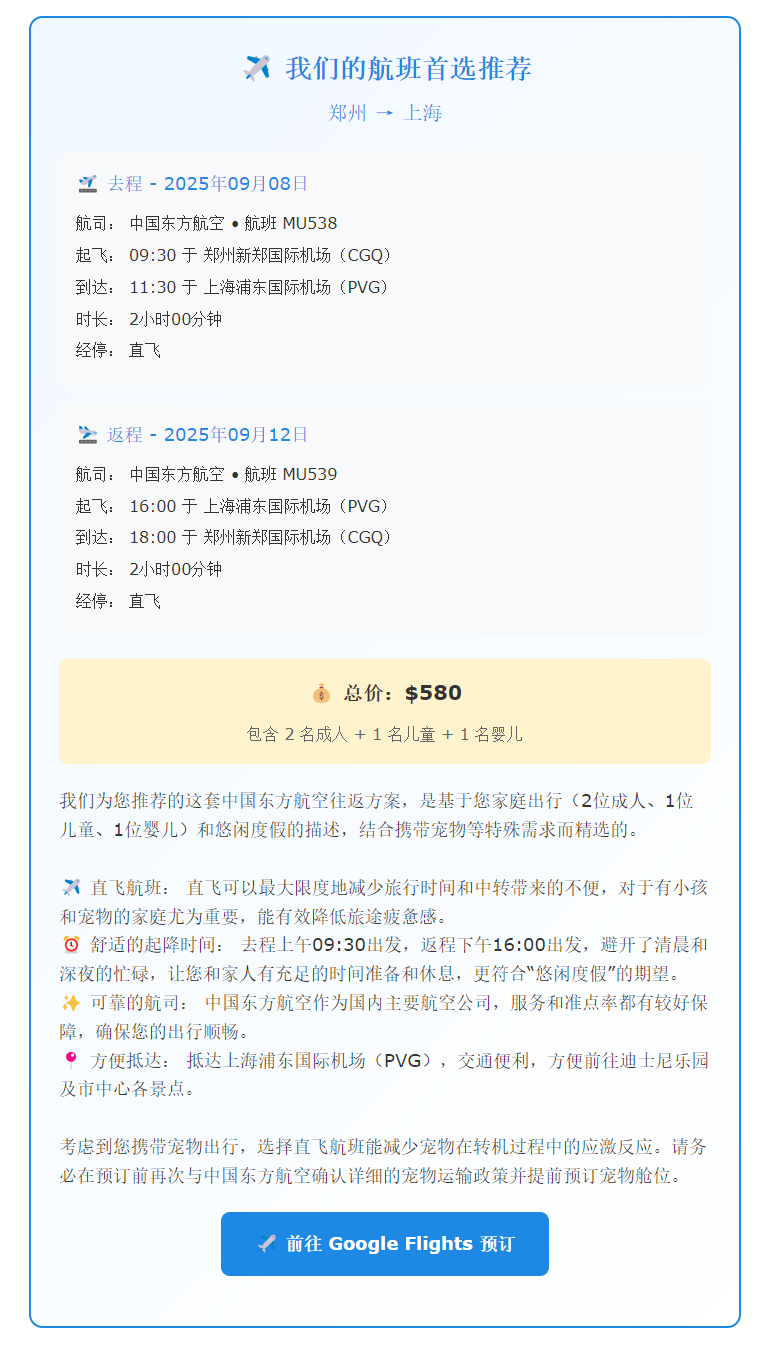 ✈️ 我们的航班首选推荐
郑州 → 上海
🛫 去程 - 2025年09月08日
航司： 中国东方航空 • 航班 MU538
起飞： 09:30 于 郑州新郑国际机场（CGQ）
到达： 11:30 于 上海浦东国际机场（PVG）
时长： 2小时00分钟
经停： 直飞
🛬 返程 - 2025年09月12日
航司： 中国东方航空 • 航班 MU539
起飞： 16:00 于 上海浦东国际机场（PVG）
到达： 18:00 于 郑州新郑国际机场（CGQ）
时长： 2小时00分钟
经停： 直飞
💰 总价：$580
包含 2 名成人 + 1 名儿童 + 1 名婴儿
我们为您推荐的这套中国东方航空往返方案，是基于您家庭出行（2位成人、1位
儿童、1位婴儿）和悠闲度假的描述，结合携带宠物等特殊需求而精选的。
✈️ 直飞航班： 直飞可以最大限度地减少旅行时间和中转带来的不便，对于有小孩
和宠物的家庭尤为重要，能有效降低旅途疲惫感。
⏰ 舒适的起降时间： 去程上午09:30出发，返程下午16:00出发，避开了清晨和
深夜的忙碌，让您和家人有充足的时间准备和休息，更符合“悠闲度假”的期望。
✨ 可靠的航司： 中国东方航空作为国内主要航空公司，服务和准点率都有较好保
障，确保您的出行顺畅。
📍 方便抵达： 抵达上海浦东国际机场（PVG），交通便利，方便前往迪士尼乐园
及市中心各景点。
考虑到您携带宠物出行，选择直飞航班能减少宠物在转机过程中的应激反应。请务
必在预订前再次与中国东方航空确认详细的宠物运输政策并提前预订宠物舱位。
✈️ 前往 Google Flights 预订